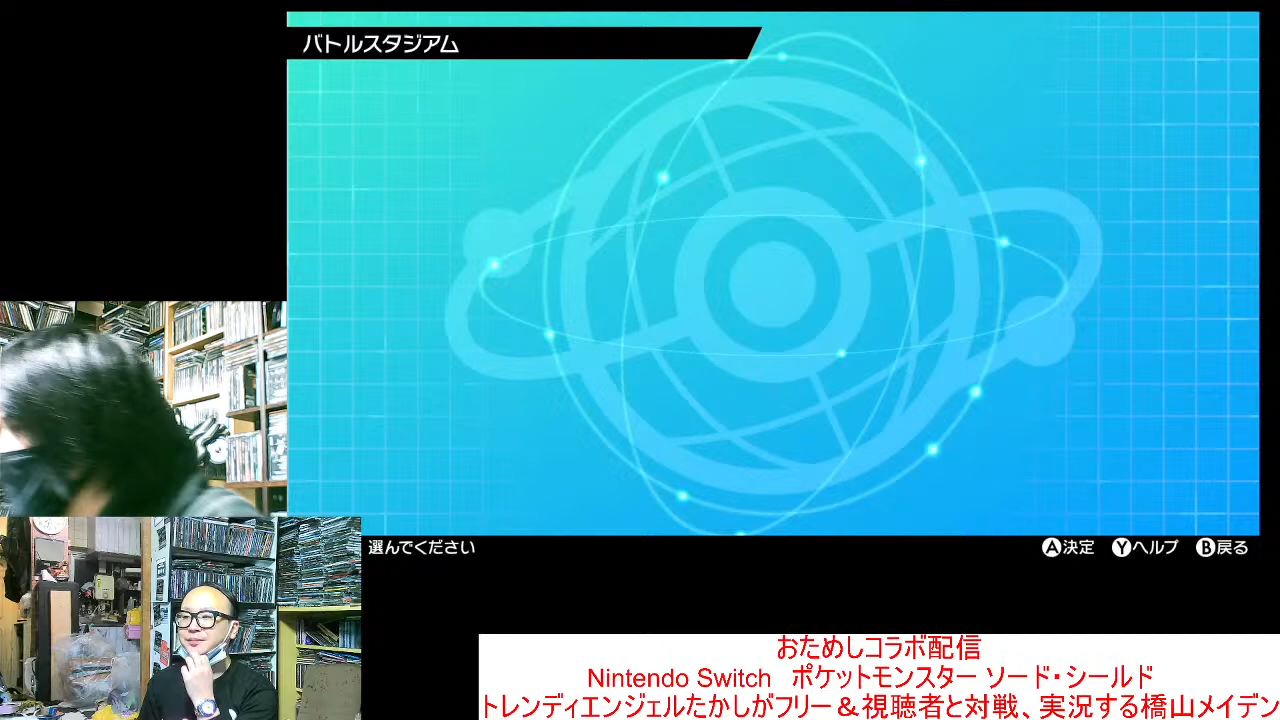 バトルスタジアム
選んでください
A決定 Yヘルプ B戻る
おためしコラボ配信
Nintendo Switch ポケットモンスター ソード・シールド
トレンディエンジェルたかしがフリー＆視聴者と対戦、実況する橋山メイデン